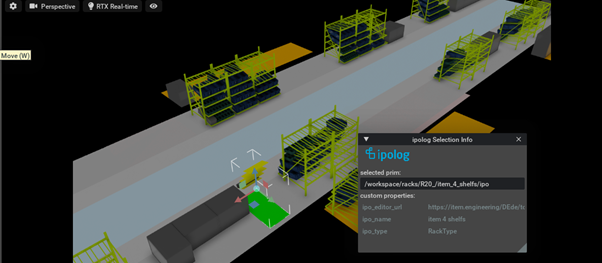 Perspective
RTX Real-time
Move (W)
ipolog Selection Info
ipolog
selected prim:
/workspace/racks/R20_/item_4_shelfs/ipo
custom properties:
ipo_editor_url
https://item.engineering/DEde/to
ipo_name
item 4 shelfs
ipo_type
RackType